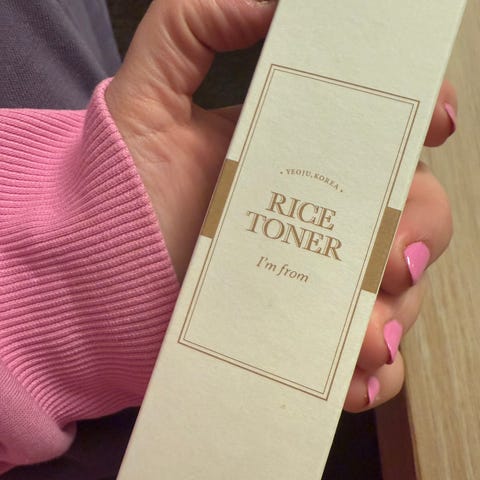 • YEOJU, KOREA •
RICE
TONER
I'm from